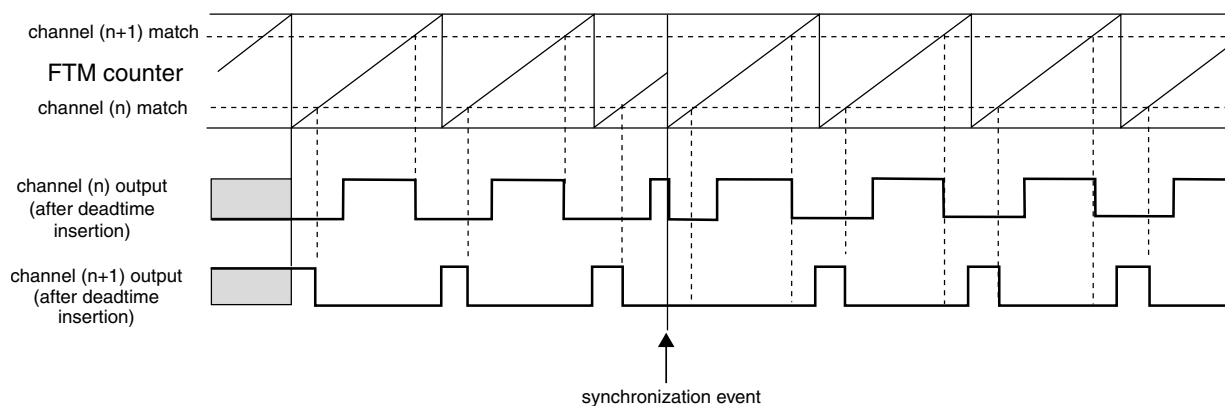 channel (n+1) match
FTM counter
channel (n) match
channel (n) output
(after deadtime
insertion)
channel (n+1) output
(after deadtime
insertion)
synchronization event